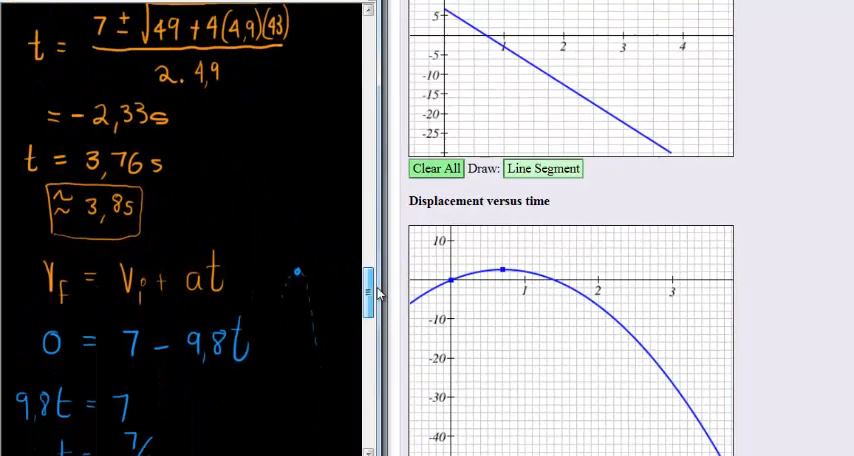 t = 7 ± √49 + 4(4,9)(43)
2. 4,9
= - 2,33s
t = 3,76 s
≈ 3,8s
Vf = Vi + at
0 = 7 - 9,8t
9,8t = 7
5
1 2 3 4
-5
-10
-15
-20
-25
Clear All Draw: Line Segment
Displacement versus time
10
1 2 3
-10
-20
-30
-40